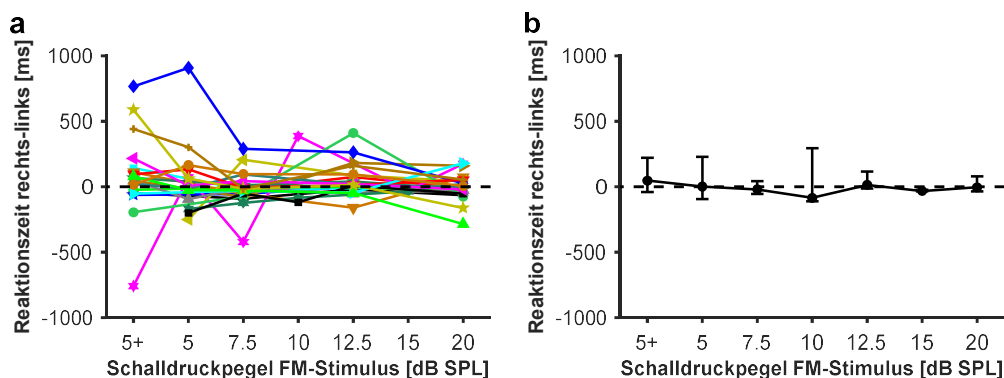 a
Reaktionszeit rechts-links [ms]
1000
500
0
-500
-1000
5+ 5 7.5 10 12.5 15 20
Schalldruckpegel FM-Stimulus [dB SPL]
b
Reaktionszeit rechts-links [ms]
1000
500
0
-500
-1000
5+ 5 7.5 10 12.5 15 20
Schalldruckpegel FM-Stimulus [dB SPL]